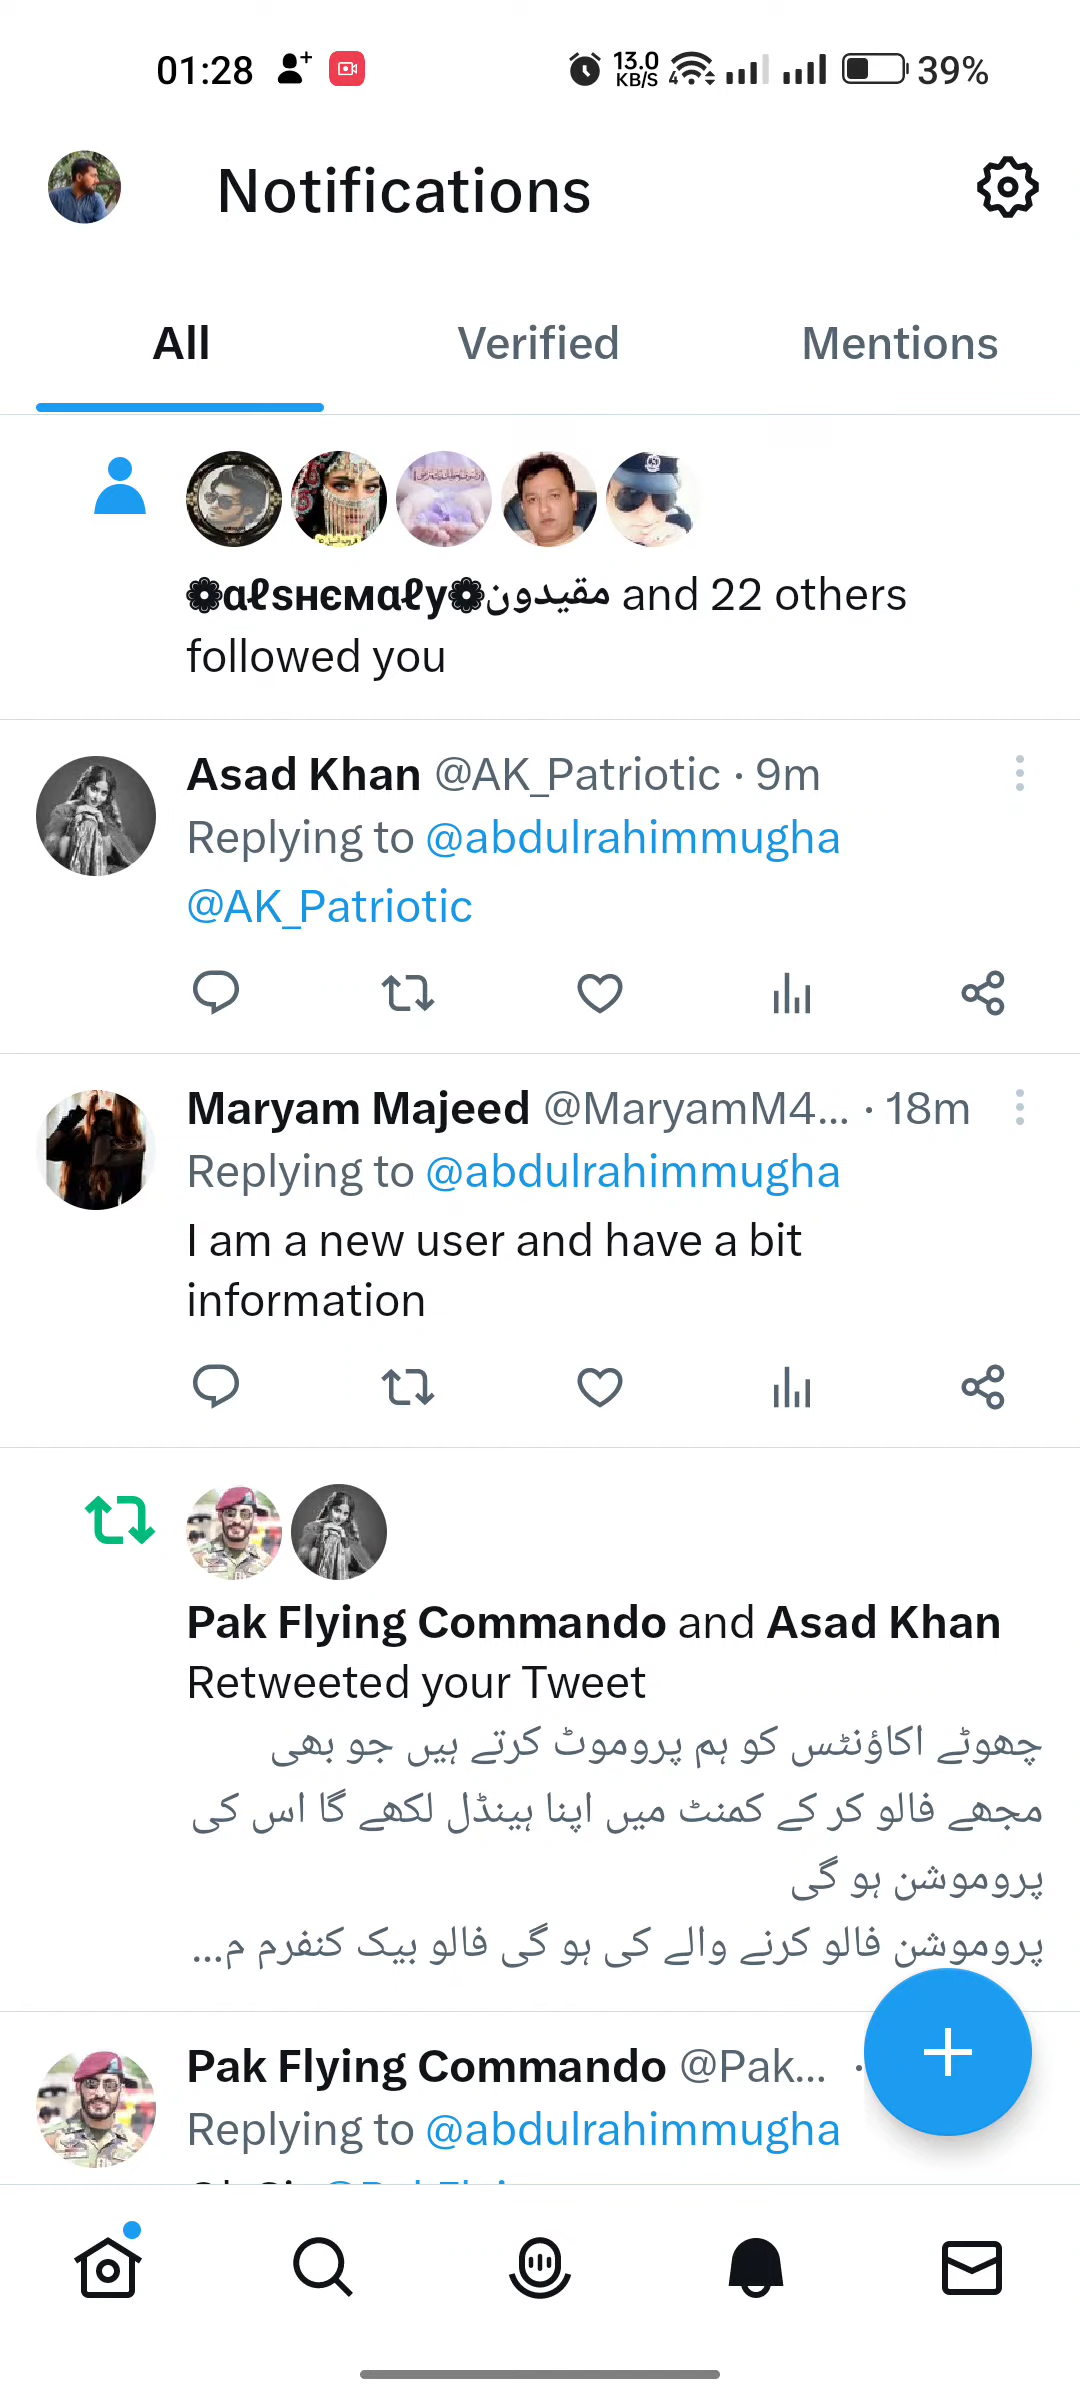 01:28 13.0 KB/S 4 39%
Notifications
All Verified Mentions
❁αℓsнємαℓy❁مقيدون and 22 others
followed you
Asad Khan @AK_Patriotic · 9m
Replying to @abdulrahimmugha
@AK_Patriotic
Maryam Majeed @MaryamM4... · 18m
Replying to @abdulrahimmugha
I am a new user and have a bit
information
Pak Flying Commando and Asad Khan
Retweeted your Tweet
چھوٹے اکاؤنٹس کو ہم پروموٹ کرتے ہیں جو بھی
مجھے فالو کر کے کمنٹ میں اپنا ہینڈل لکھے گا اس کی
پروموشن ہو گی
پروموشن فالو کرنے والے کی ہو گی فالو بیک کنفرم م...
Pak Flying Commando @Pak... ·
Replying to @abdulrahimmugha